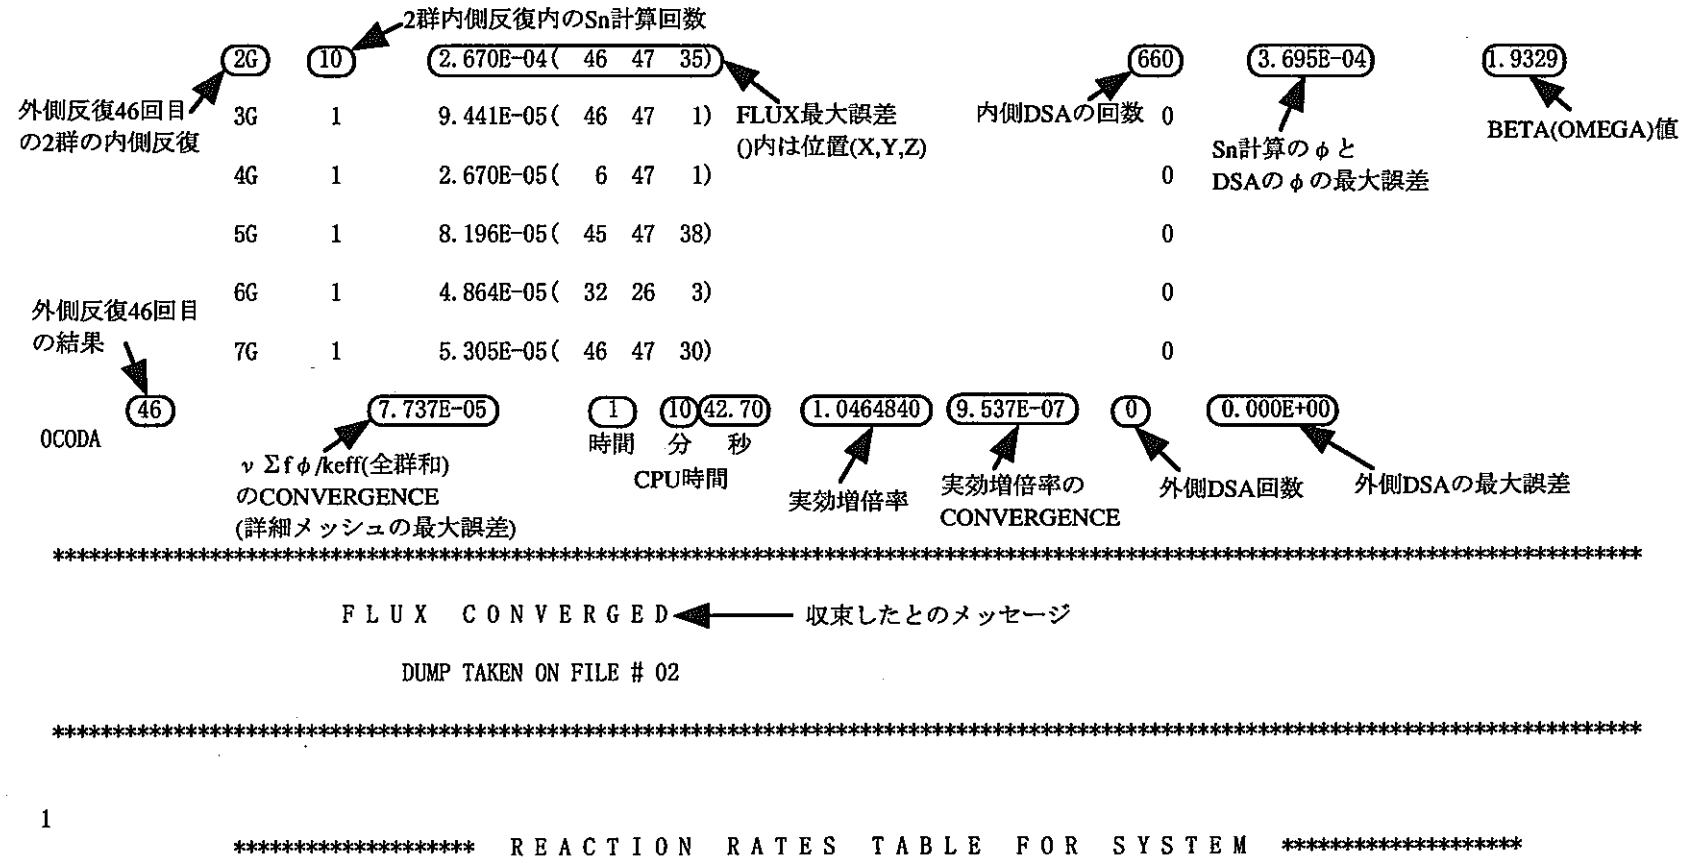 2群内側反復内のSn計算回数
2G 10 2.670E-04( 46 47 35) 660 3.695E-04 1.9329
外側反復46回目
の2群の内側反復
3G 1 9.441E-05( 46 47 1) 0
FLUX最大誤差
()内は位置(X,Y,Z)
内側DSAの回数
Sn計算のφと
DSAのφの最大誤差
BETA(OMEGA)値
4G 1 2.670E-05( 6 47 1) 0
5G 1 8.196E-05( 45 47 38) 0
6G 1 4.864E-05( 32 26 3) 0
外側反復46回目
の結果
7G 1 5.305E-05( 46 47 30) 0
46 7.737E-05 1 10 42.70 1.0464840 9.537E-07 0 0.000E+00
OCODA
時間 分 秒
CPU時間
ν Σf φ/keff(全群和)
のCONVERGENCE
(詳細メッシュの最大誤差)
実効増倍率
実効増倍率の
CONVERGENCE
外側DSA回数
外側DSAの最大誤差
************************************************************************************************************************************
F L U X C O N V E R G E D
収束したとのメッセージ
DUMP TAKEN ON FILE # 02
************************************************************************************************************************************
1
******************** R E A C T I O N R A T E S T A B L E F O R S Y S T E M ********************